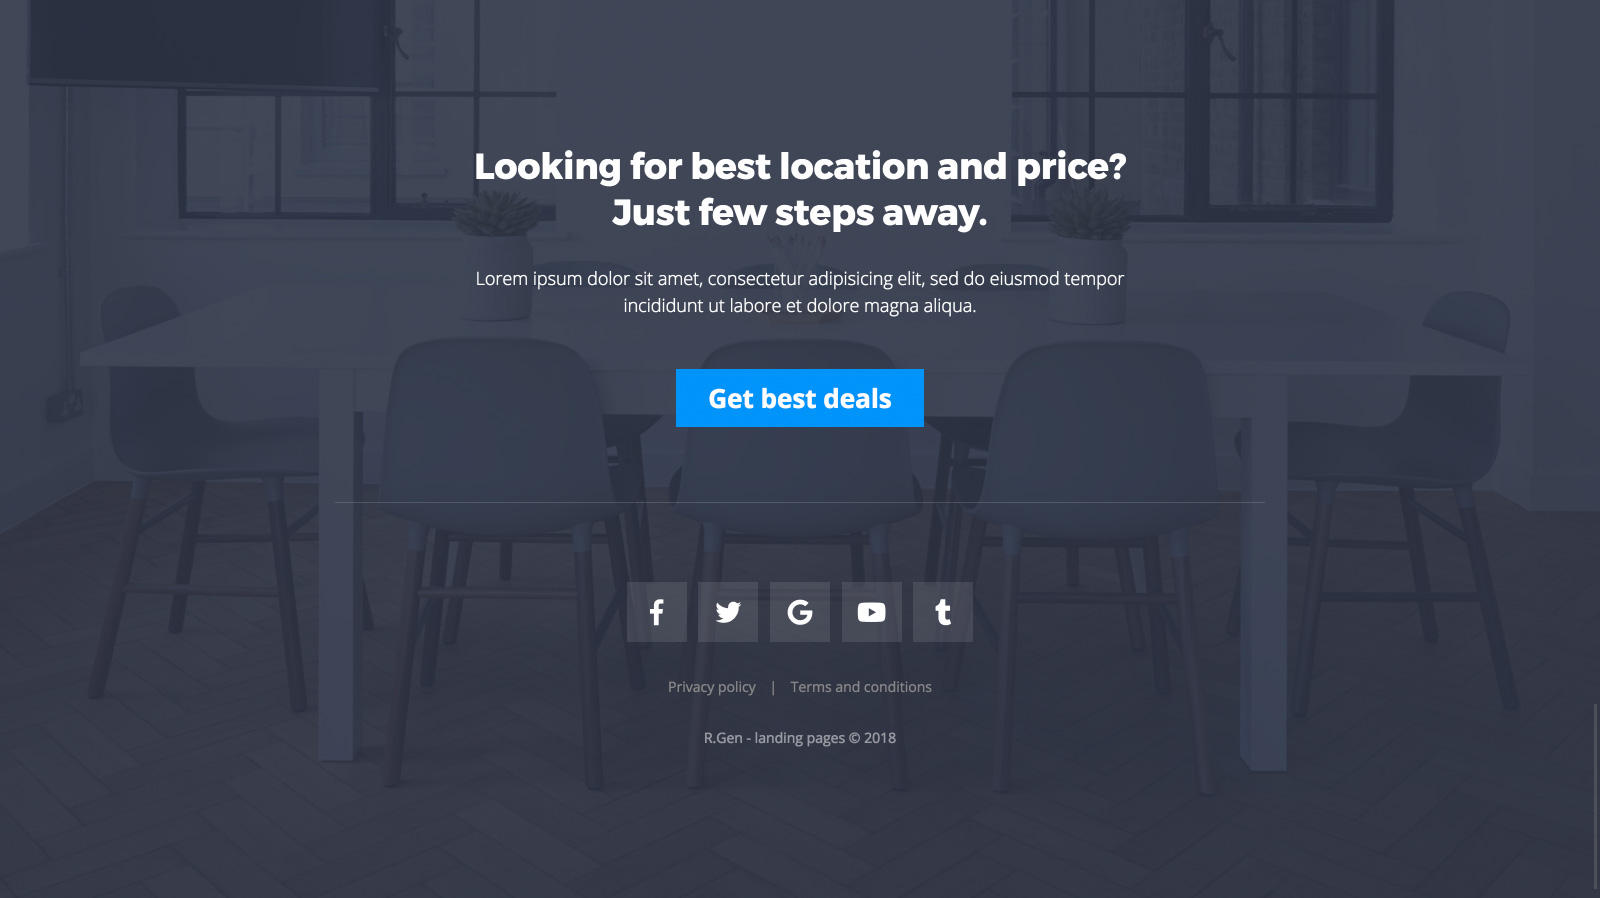 Looking for best location and price?
Just few steps away.
Lorem ipsum dolor sit amet, consectetur adipisicing elit, sed do eiusmod tempor
incididunt ut labore et dolore magna aliqua.
Get best deals
Privacy policy | Terms and conditions
R.Gen - landing pages © 2018